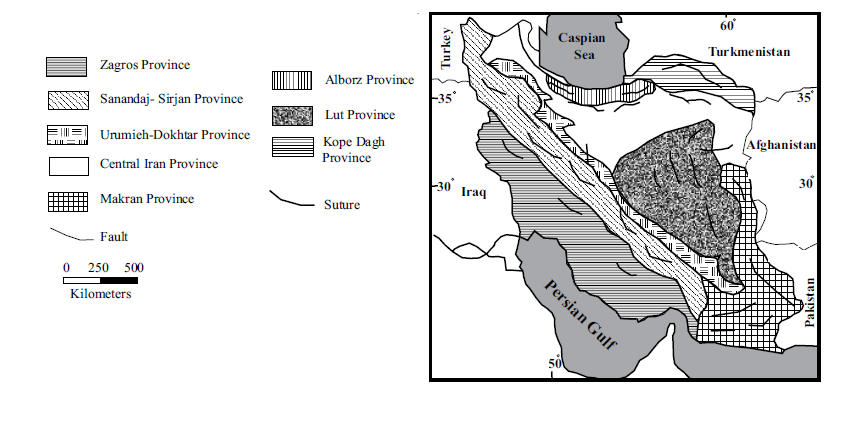 Zagros Province
Sanandaj- Sirjan Province
Urumieh-Dokhtar Province
Central Iran Province
Makran Province
Fault
0 250 500
Kilometers
Alborz Province
Lut Province
Kope Dagh
Province
Suture
60°
Turkey
Caspian
Sea
Turkmenistan
35°
35°
Afghanistan
30°
Iraq
30°
Persian Gulf
Pakistan
50°